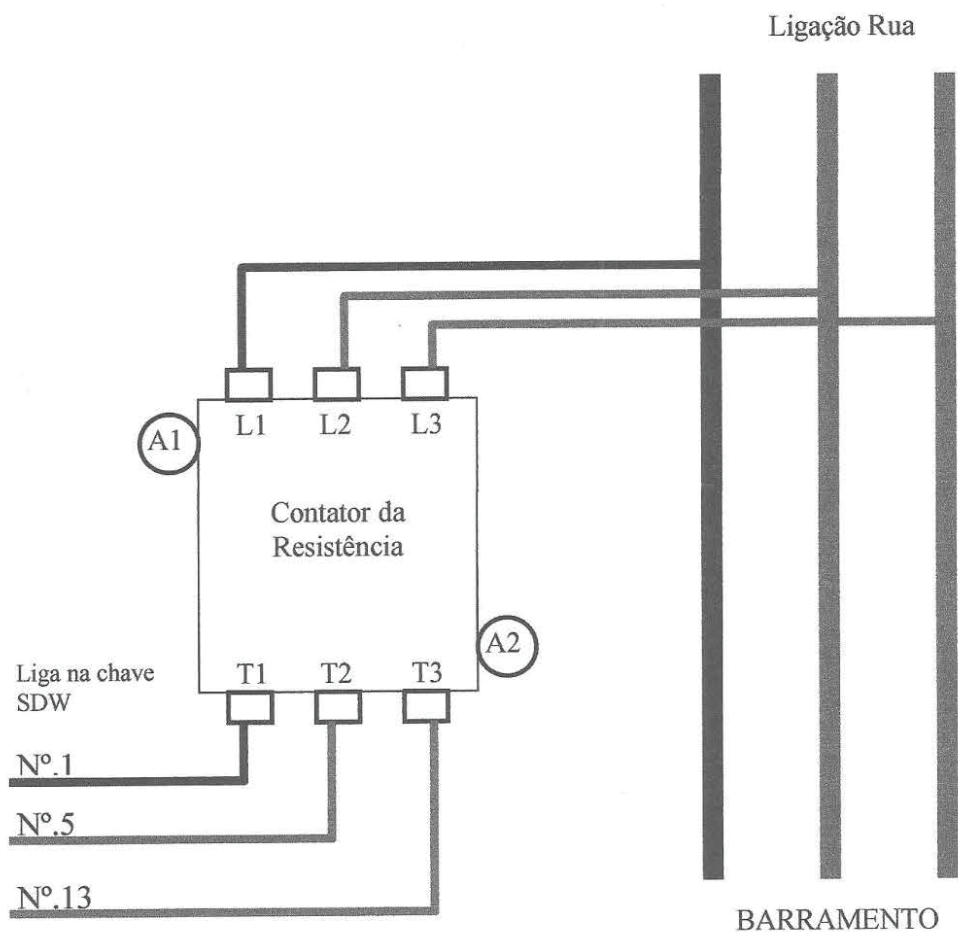 Ligação Rua
L1 L2 L3
A1
Contator da
Resistência
A2
T1 T2 T3
Liga na chave
SDW
Nº.1
Nº.5
Nº.13
BARRAMENTO